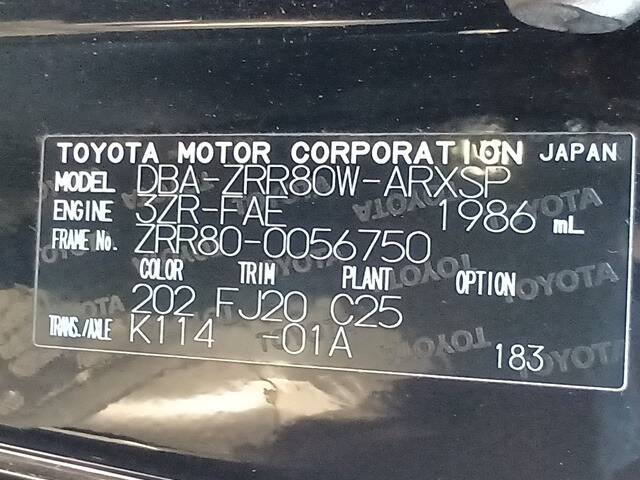 TOYOTA MOTOR CORPORATION JAPAN
MODEL DBA-ZRR80W-ARXSP
ENGINE 3ZR-FAE 1986 mL
FRAME No. ZRR80-0056750
COLOR TRIM PLANT OPTION
202 FJ20 C25
TRANS./AXLE K114 -01A
183